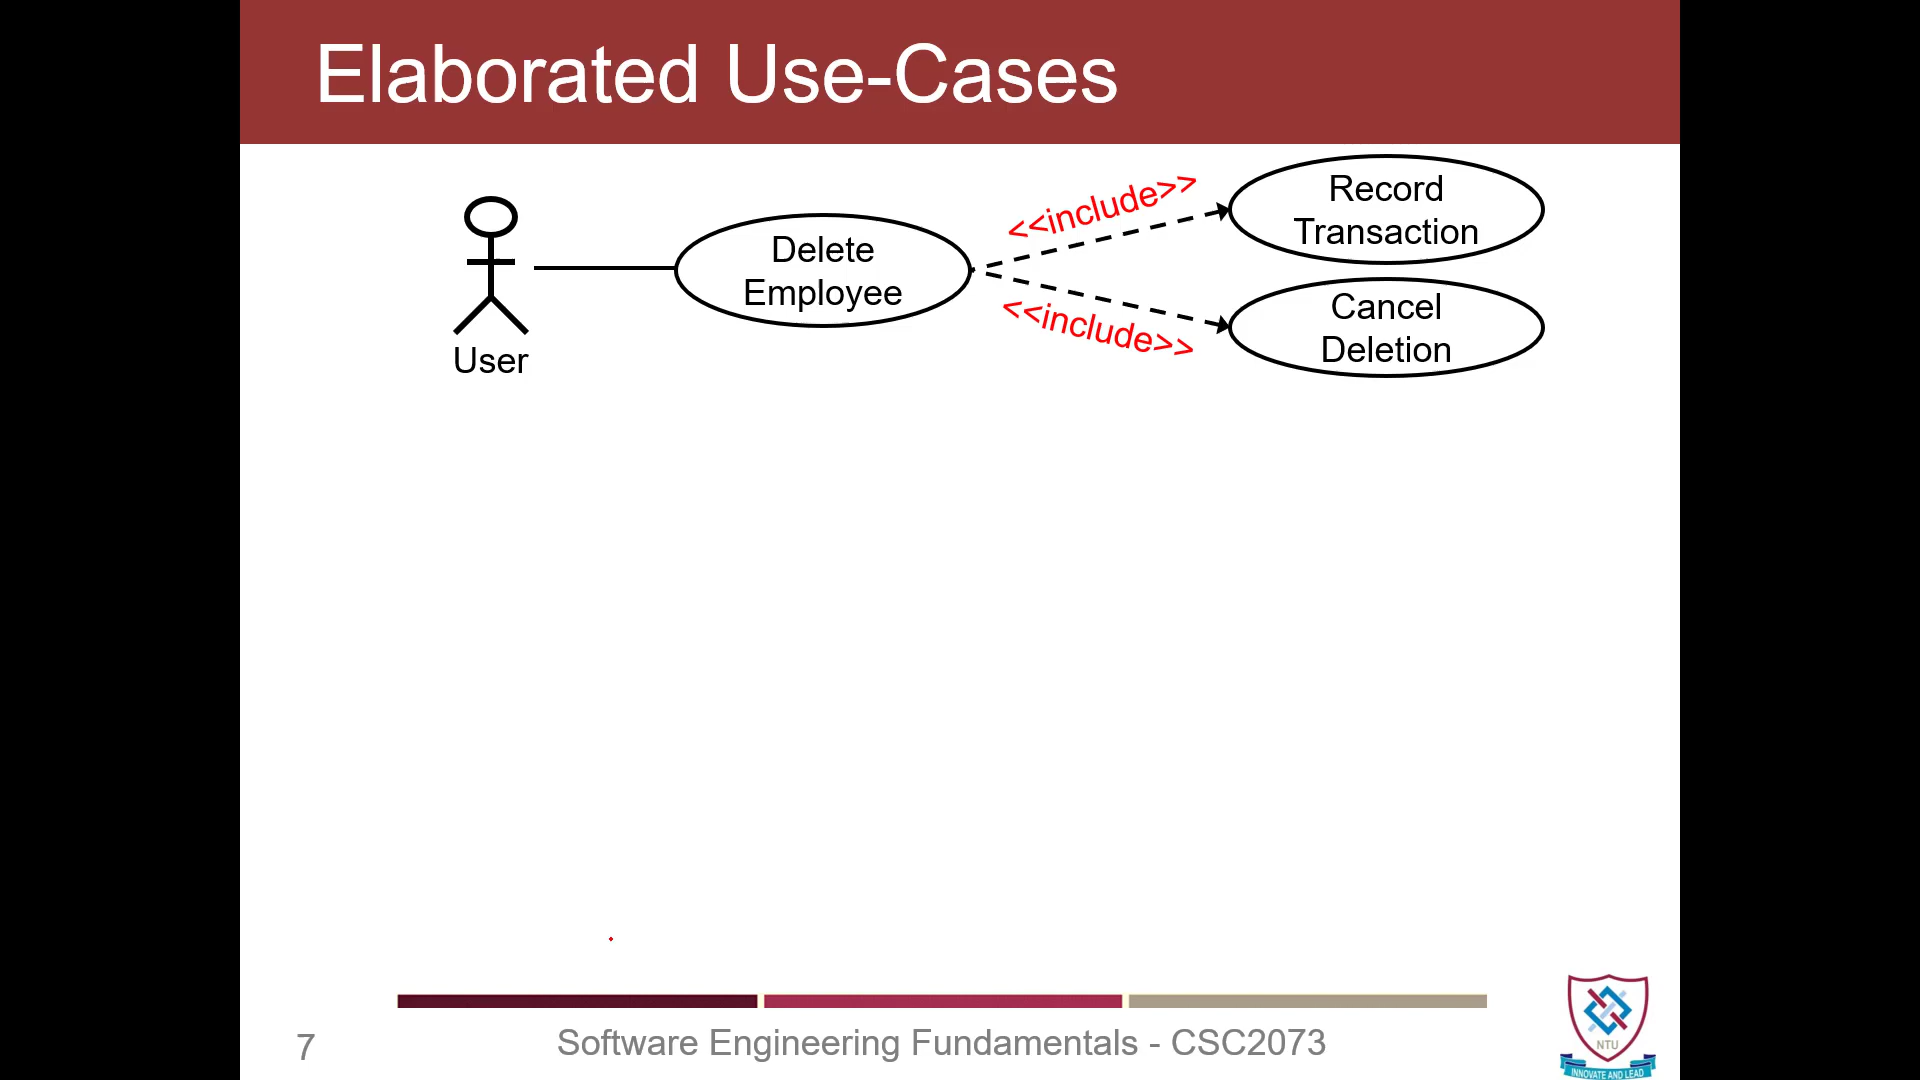 Elaborated Use-Cases
<<include>>
Record
Transaction
Delete
Employee
<<include>>
Cancel
Deletion
User
7
Software Engineering Fundamentals - CSC2073
NTU
INNOVATE AND LEAD